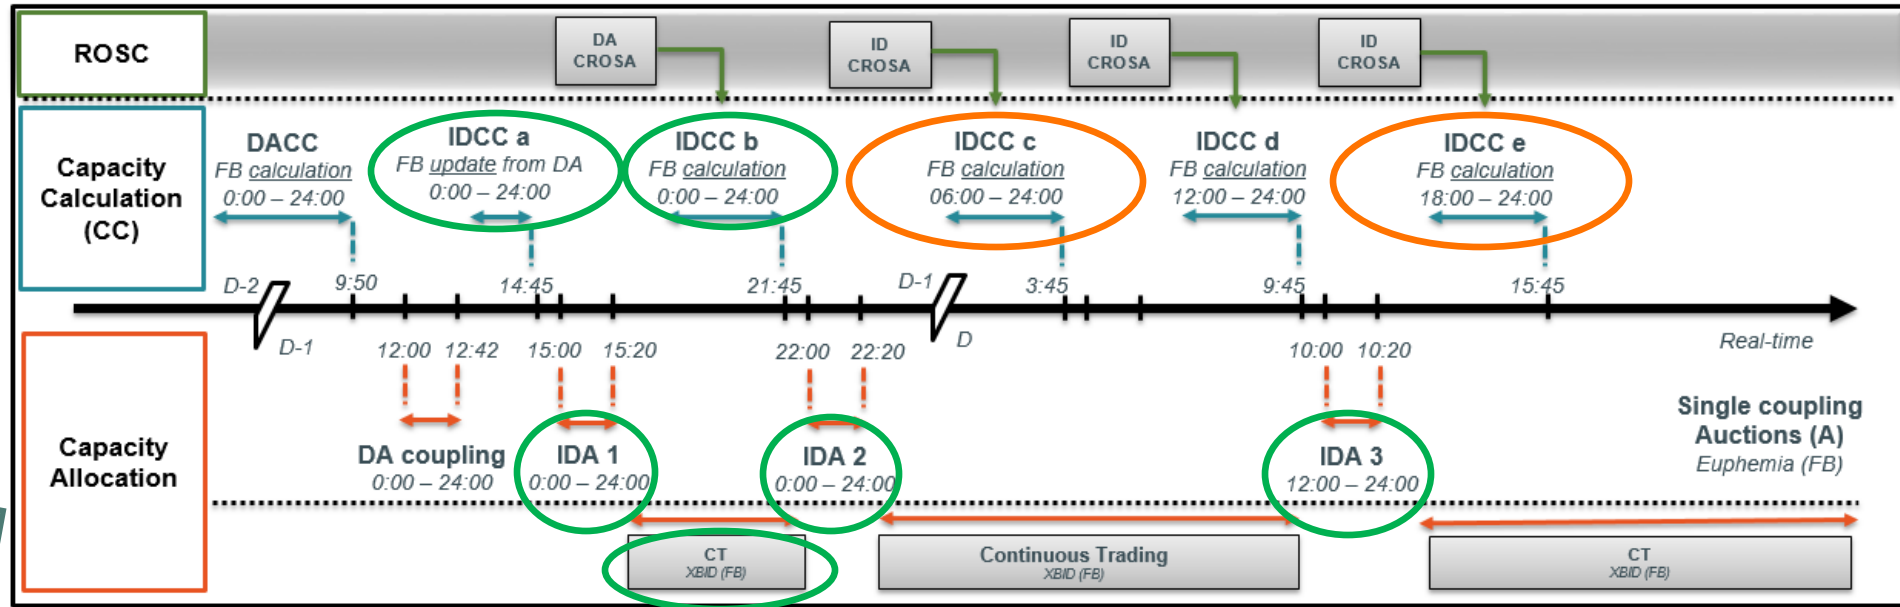 ROSC
DA
CROSA
ID
CROSA
ID
CROSA
ID
CROSA
Capacity
Calculation
(CC)
DACC
FB calculation
0:00 – 24:00
IDCC a
FB update from DA
0:00 – 24:00
IDCC b
FB calculation
0:00 – 24:00
IDCC c
FB calculation
06:00 – 24:00
IDCC d
FB calculation
12:00 – 24:00
IDCC e
FB calculation
18:00 – 24:00
D-2
9:50
14:45
21:45
D-1
3:45
9:45
15:45
D-1
12:00
12:42
15:00
15:20
22:00
22:20
D
10:00
10:20
Real-time
Capacity
Allocation
DA coupling
0:00 – 24:00
IDA 1
0:00 – 24:00
IDA 2
0:00 – 24:00
IDA 3
12:00 – 24:00
Single coupling
Auctions (A)
Euphemia (FB)
CT
XBID (FB)
Continuous Trading
XBID (FB)
CT
XBID (FB)